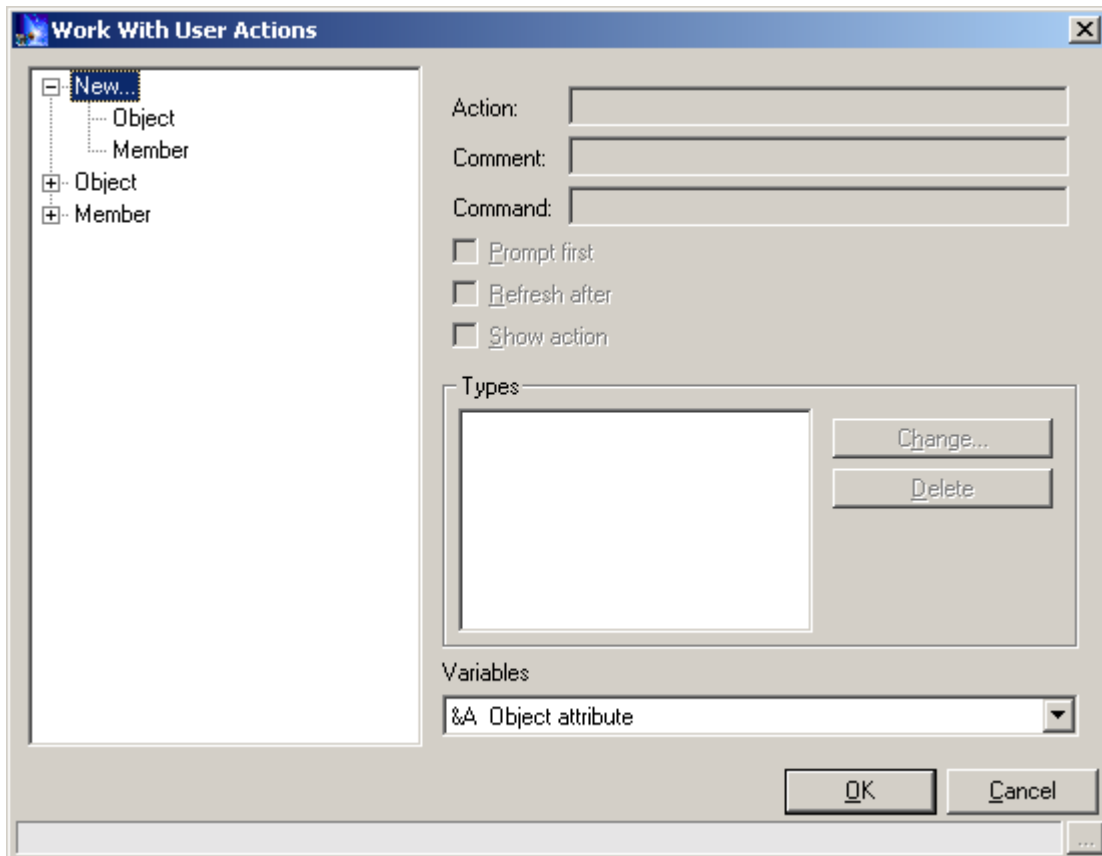 Work With User Actions
New...
Object
Member
Object
Member
Action:
Comment:
Command:
Prompt first
Refresh after
Show action
Types
Change...
Delete
Variables
&A Object attribute
OK
Cancel
...